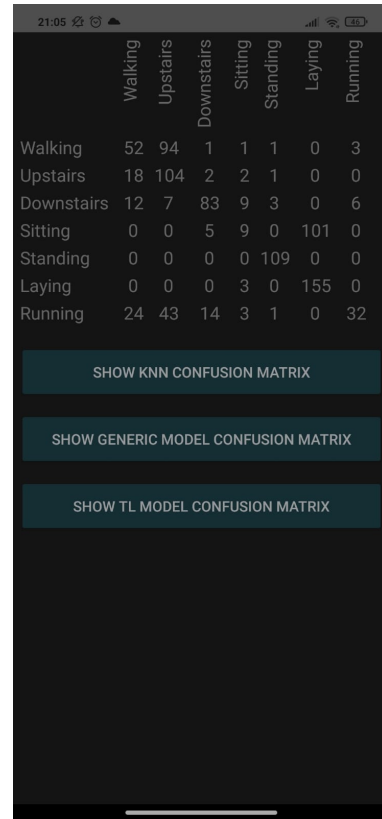 21:05 46
Walking Upstairs Downstairs Sitting Standing Laying Running
Walking 52 94 1 1 1 0 3
Upstairs 18 104 2 2 1 0 0
Downstairs 12 7 83 9 3 0 6
Sitting 0 0 5 9 0 101 0
Standing 0 0 0 0 109 0 0
Laying 0 0 0 3 0 155 0
Running 24 43 14 3 1 0 32
SHOW KNN CONFUSION MATRIX
SHOW GENERIC MODEL CONFUSION MATRIX
SHOW TL MODEL CONFUSION MATRIX